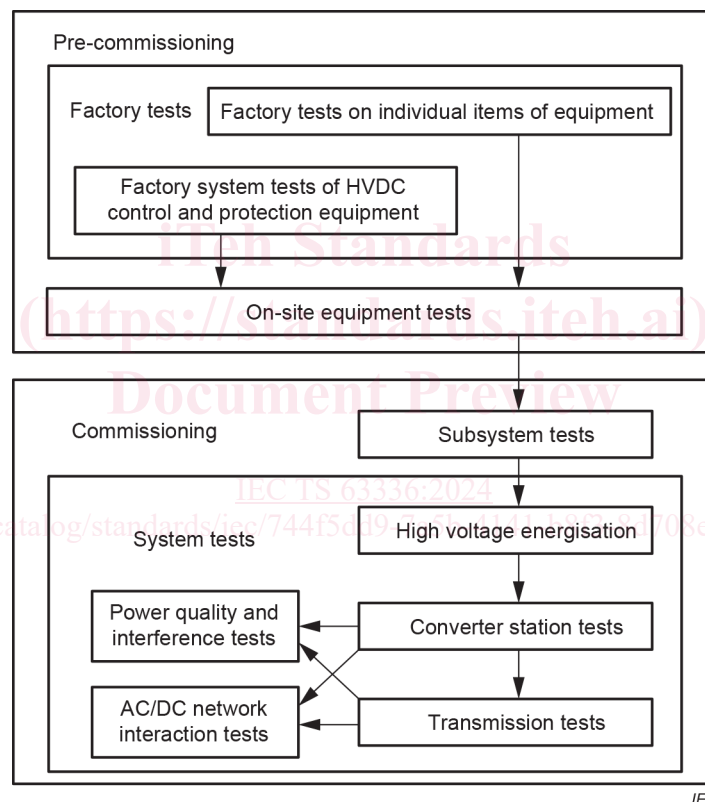 Pre-commissioning
Factory tests
Factory tests on individual items of equipment
Factory system tests of HVDC
control and protection equipment
iTeh Standards
On-site equipment tests
(https://standards.iteh.ai)
Document Preview
Commissioning
Subsystem tests
IEC TS 63336:2024
High voltage energisation
System tests
Power quality and
interference tests
Converter station tests
AC/DC network
interaction tests
Transmission tests